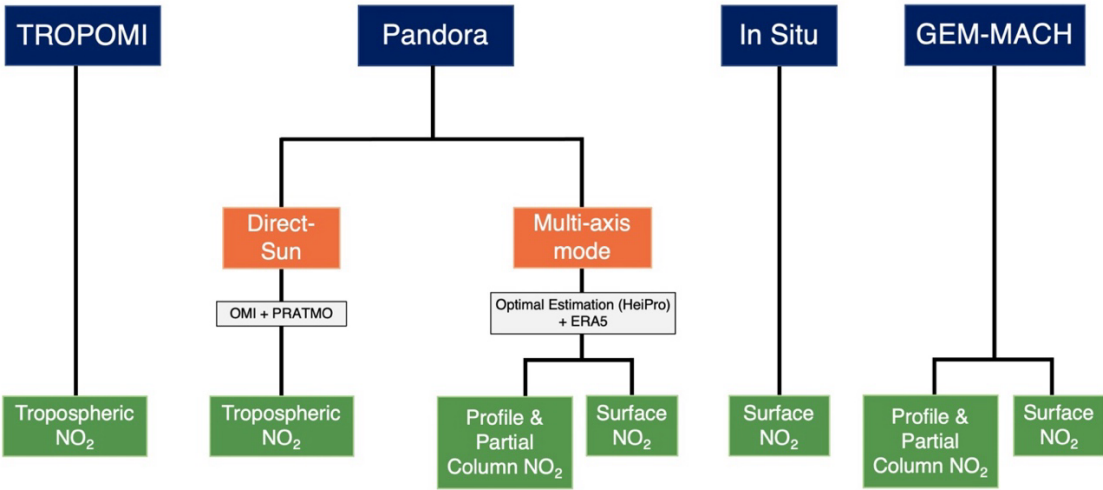 TROPOMI
Pandora
In Situ
GEM-MACH
Direct-
Sun
Multi-axis
mode
OMI + PRATMO
Optimal Estimation (HeiPro)
+ ERA5
Tropospheric
NO₂
Tropospheric
NO₂
Profile &
Partial
Column NO₂
Surface
NO₂
Surface
NO₂
Profile &
Partial
Column NO₂
Surface
NO₂